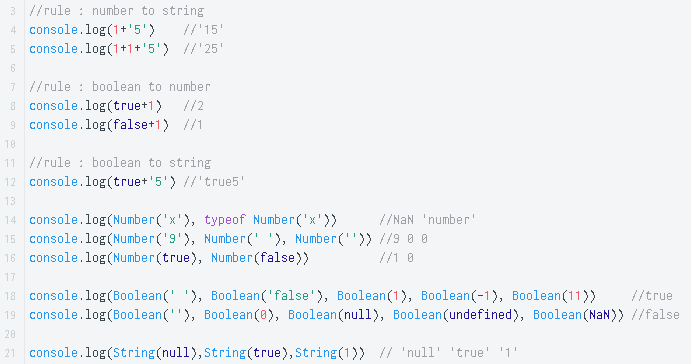 3 //rule : number to string
4 console.log(1+'5')    //'15'
5 console.log(1+1+'5')  //'25'
6
7 //rule : boolean to number
8 console.log(true+1)   //2
9 console.log(false+1)  //1
10
11 //rule : boolean to string
12 console.log(true+'5') //'true5'
13
14 console.log(Number('x'), typeof Number('x'))      //NaN 'number'
15 console.log(Number('9'), Number(' '), Number('')) //9 0 0
16 console.log(Number(true), Number(false))          //1 0
17
18 console.log(Boolean(' '), Boolean('false'), Boolean(1), Boolean(-1), Boolean(11))     //true
19 console.log(Boolean(''), Boolean(0), Boolean(null), Boolean(undefined), Boolean(NaN)) //false
20
21 console.log(String(null),String(true),String(1))  // 'null' 'true' '1'